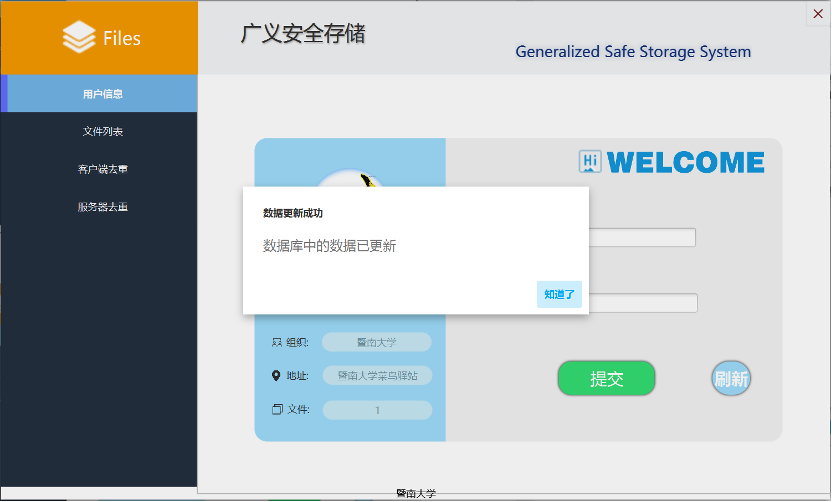 Files
广义安全存储
Generalized Safe Storage System
用户信息
文件列表
客户端去重
服务器去重
Hi WELCOME
数据更新成功
数据库中的数据已更新
知道了
组织: 暨南大学
地址: 暨南大学菜鸟驿站
文件: 1
提交
刷新
暨南大学